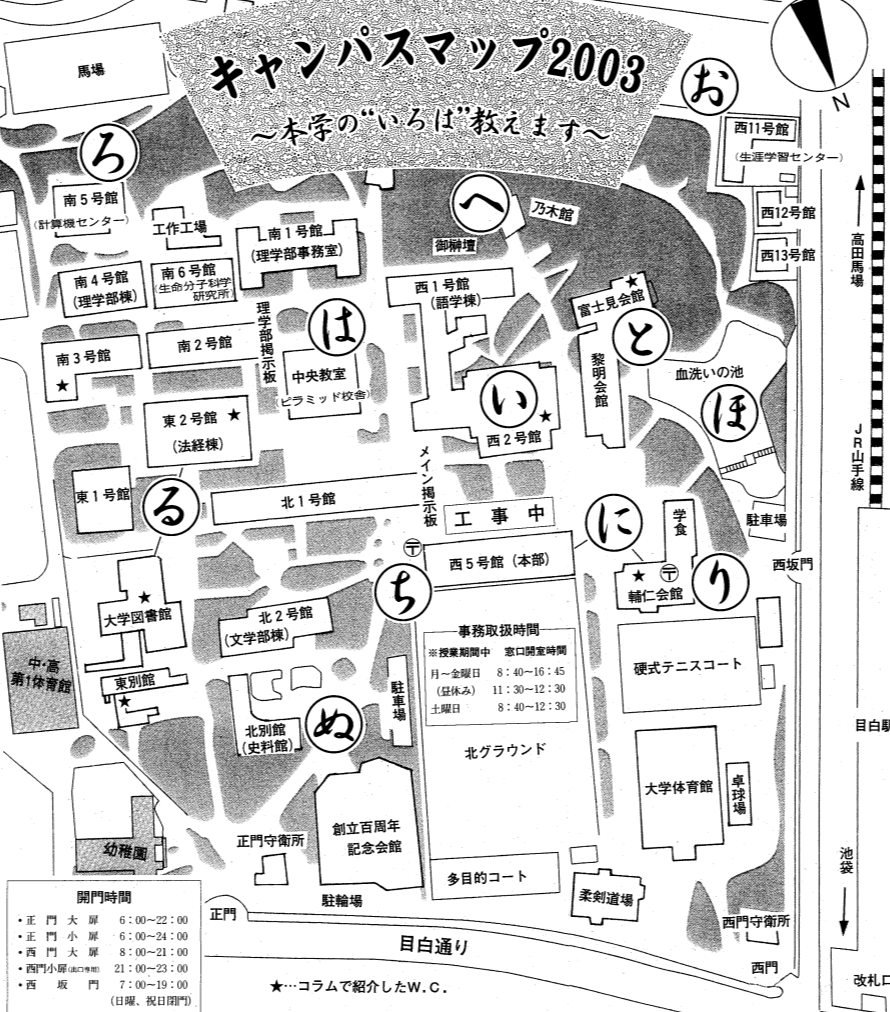 キャンパスマップ2003
～本学の“いろは”教えます～
馬場
ろ
お
N
へ
西11号館
(生涯学習センター)
南5号館
(計算機センター)
工作工場
南1号館
(理学部事務室)
乃木館
御榊壇
西12号館
西13号館
高田馬場
南4号館
(理学部棟)
南6号館
(生命分子科学
研究所)
西1号館
(語学棟)
★
富士見会館
は
と
理学部掲示板
南3号館
★
南2号館
中央教室
(ピラミッド校舎)
黎明会館
血洗いの池
ほ
い
★
西2号館
東2号館 ★
(法経棟)
メイン掲示板
JR山手線
東1号館
る
北1号館
工事中
に
学食
駐車場
〒
西5号館(本部)
西坂門
ち
★ 〒
輔仁会館
り
★
大学図書館
北2号館
(文学部棟)
事務取扱時間
※授業期間中 窓口開室時間
月～金曜日 8:40～16:45
(昼休み) 11:30～12:30
土曜日 8:40～12:30
硬式テニスコート
中・高
第1体育館
東別館
★
駐車場
北別館
(史料館)
ぬ
目白駅
北グラウンド
大学体育館
卓球場
創立百周年
記念会館
正門守衛所
幼稚園
池袋
多目的コート
柔剣道場
駐輪場
正門
西門守衛所
目白通り
西門
改札口
開門時間
・正門大扉 6:00～22:00
・正門小扉 6:00～24:00
・西門大扉 8:00～21:00
・西門小扉(出口専用) 21:00～23:00
・西坂門 7:00～19:00
(日曜、祝日閉門)
★…コラムで紹介したW.C.